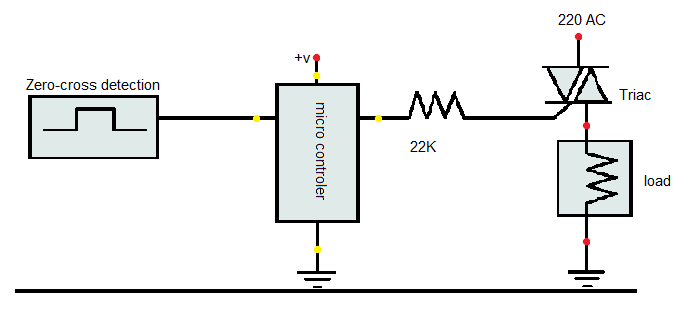 220 AC
+v
Zero-cross detection
micro controler
Triac
22K
load